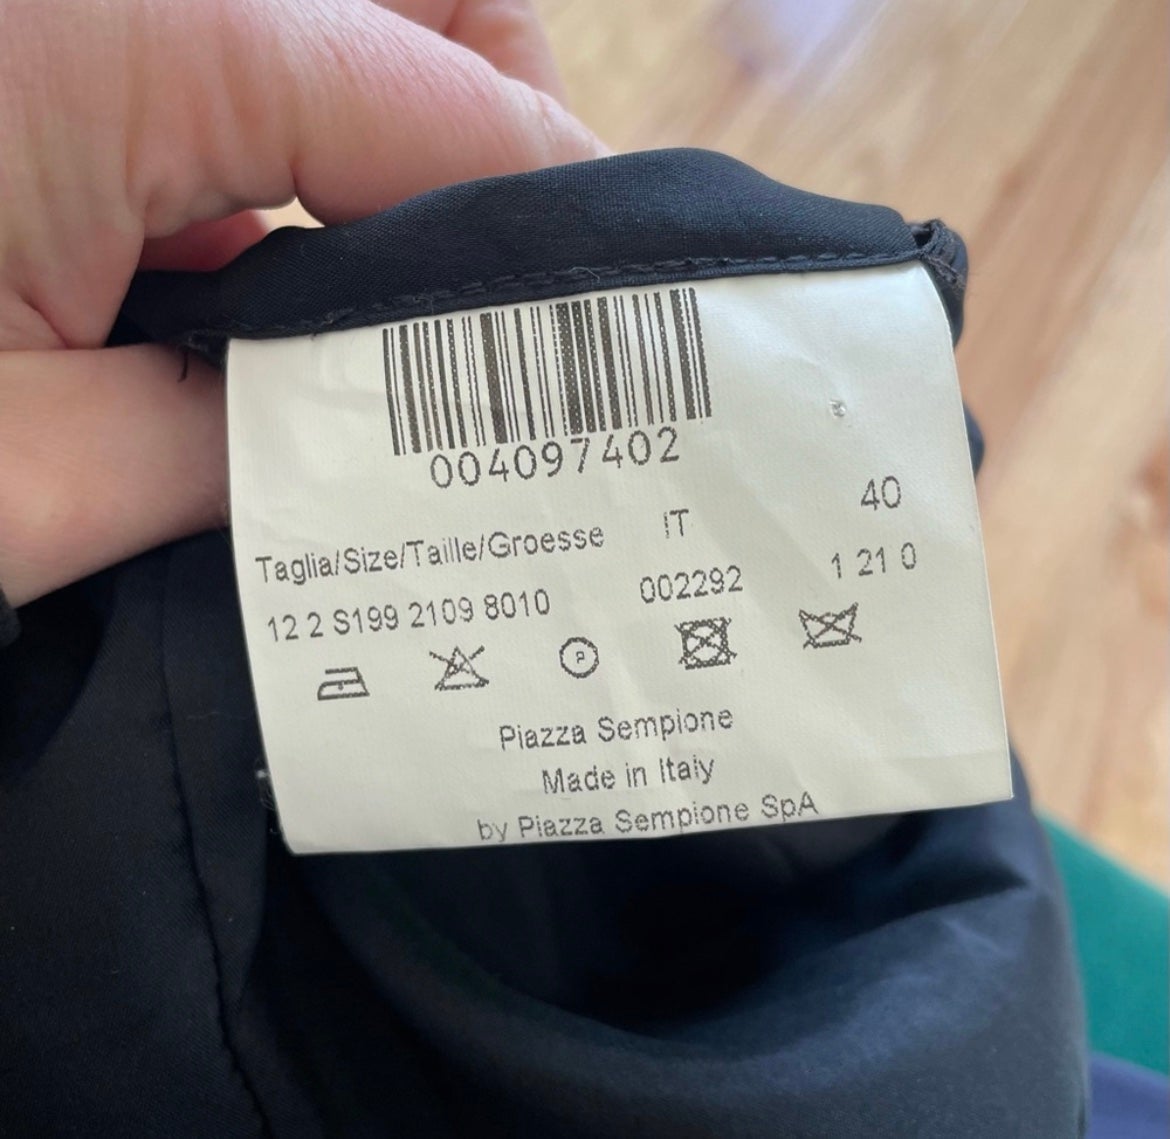 004097402
Taglia/Size/Taille/Groesse IT 40
12 2 S199 2109 8010 002292 1 21 0
P
Piazza Sempione
Made in Italy
by Piazza Sempione SpA